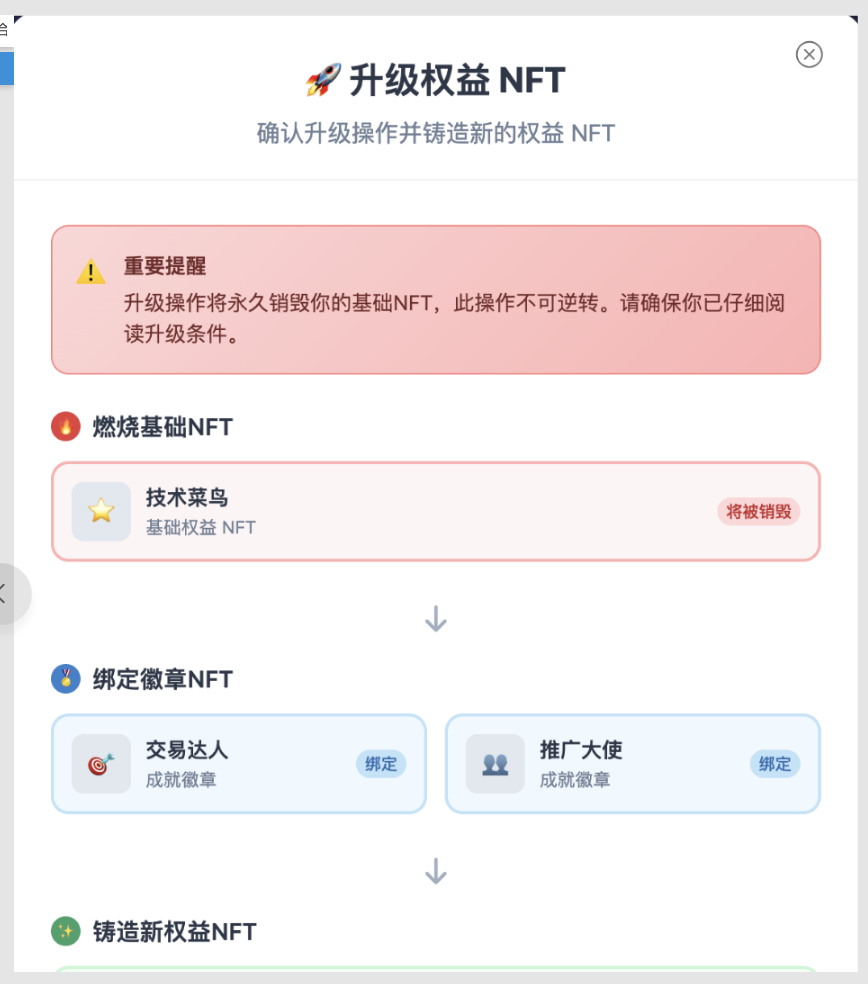 升级权益 NFT
确认升级操作并铸造新的权益 NFT
重要提醒
升级操作将永久销毁你的基础NFT，此操作不可逆转。请确保你已仔细阅
读升级条件。
燃烧基础NFT
技术菜鸟
基础权益 NFT
将被销毁
绑定徽章NFT
交易达人
成就徽章
绑定
推广大使
成就徽章
绑定
铸造新权益NFT